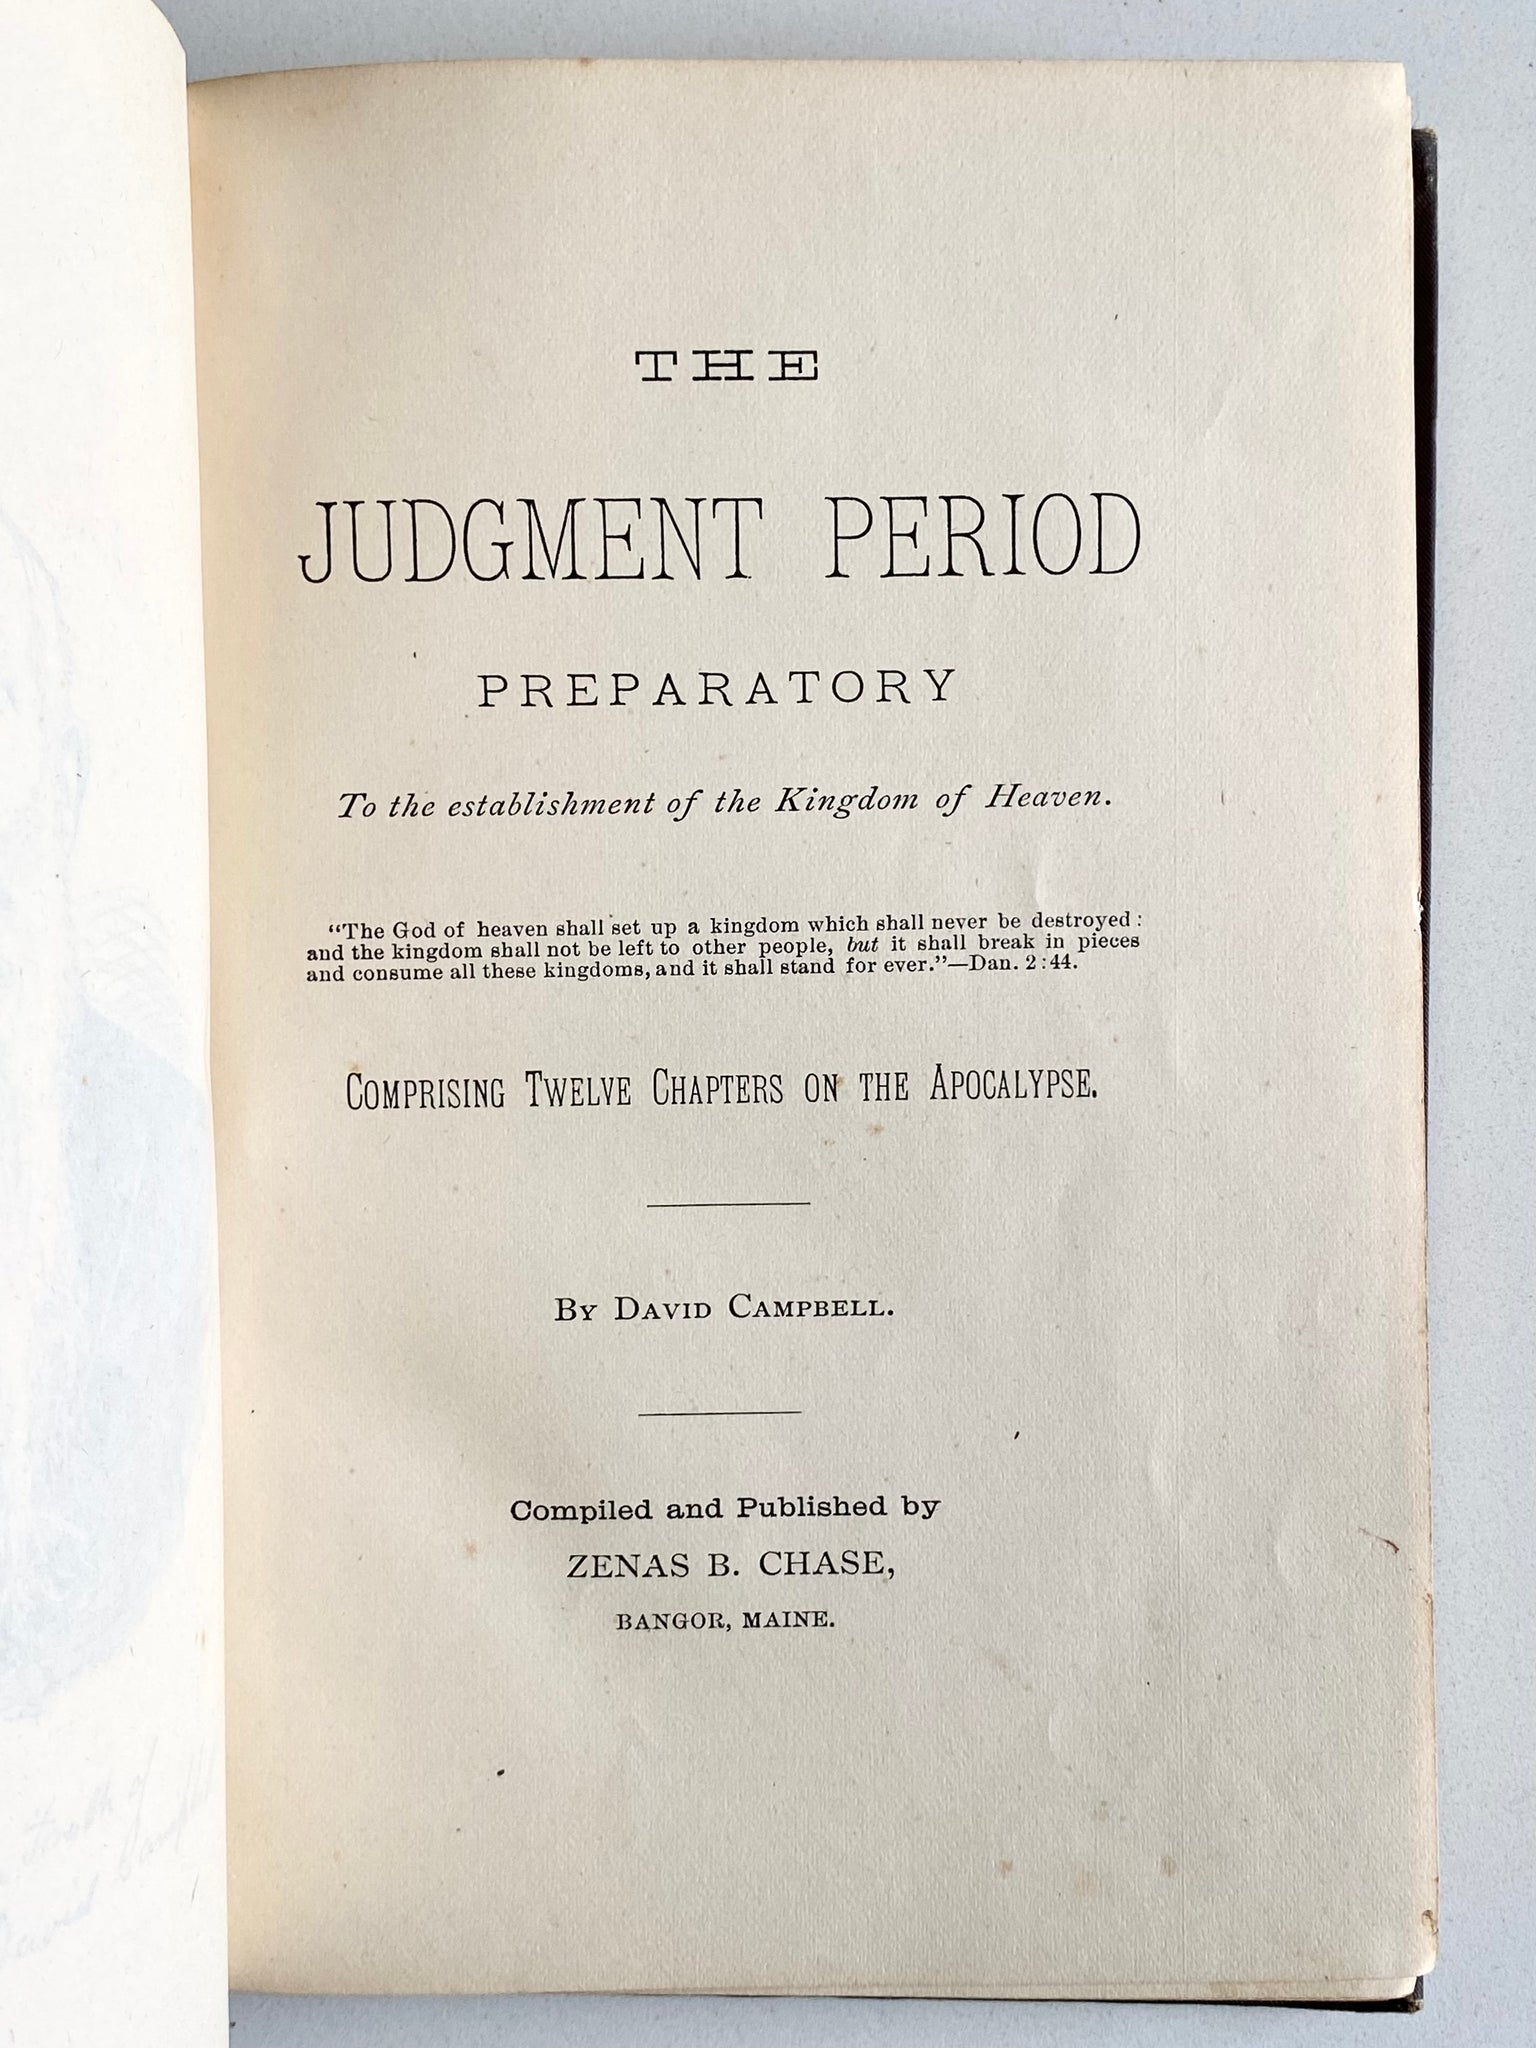 THE
JUDGMENT PERIOD
PREPARATORY
To the establishment of the Kingdom of Heaven.
"The God of heaven shall set up a kingdom which shall never be destroyed:
and the kingdom shall not be left to other people, but it shall break in pieces
and consume all these kingdoms, and it shall stand for ever."—Dan. 2:44.
COMPRISING TWELVE CHAPTERS ON THE APOCALYPSE.
BY DAVID CAMPBELL.
Compiled and Published by
ZENAS B. CHASE,
BANGOR, MAINE.